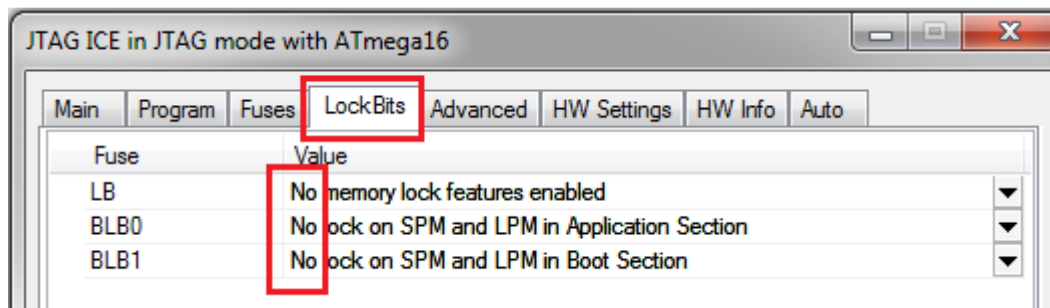 JTAG ICE in JTAG mode with ATmega16
Main Program Fuses LockBits Advanced HW Settings HW Info Auto
Fuse Value
LB No memory lock features enabled
BLB0 No lock on SPM and LPM in Application Section
BLB1 No lock on SPM and LPM in Boot Section